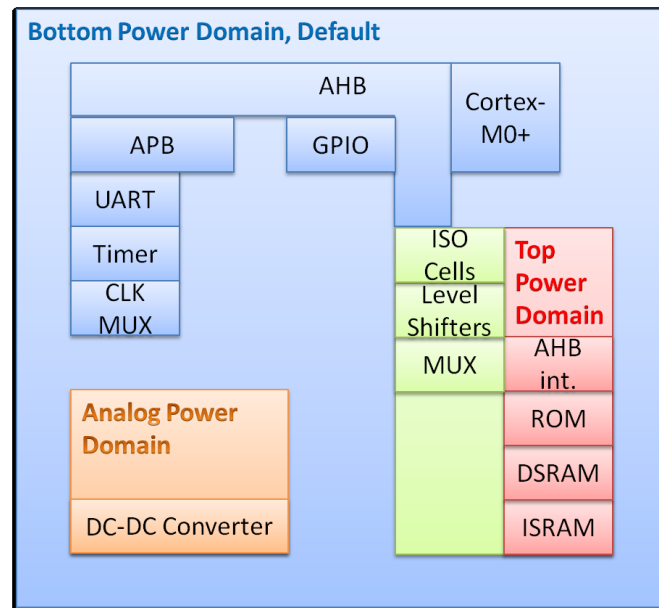 Bottom Power Domain, Default
AHB
Cortex-
M0+
APB
GPIO
UART
Timer
CLK
MUX
ISO
Cells
Level
Shifters
MUX
Top
Power
Domain
AHB
int.
ROM
DSRAM
ISRAM
Analog Power
Domain
DC-DC Converter